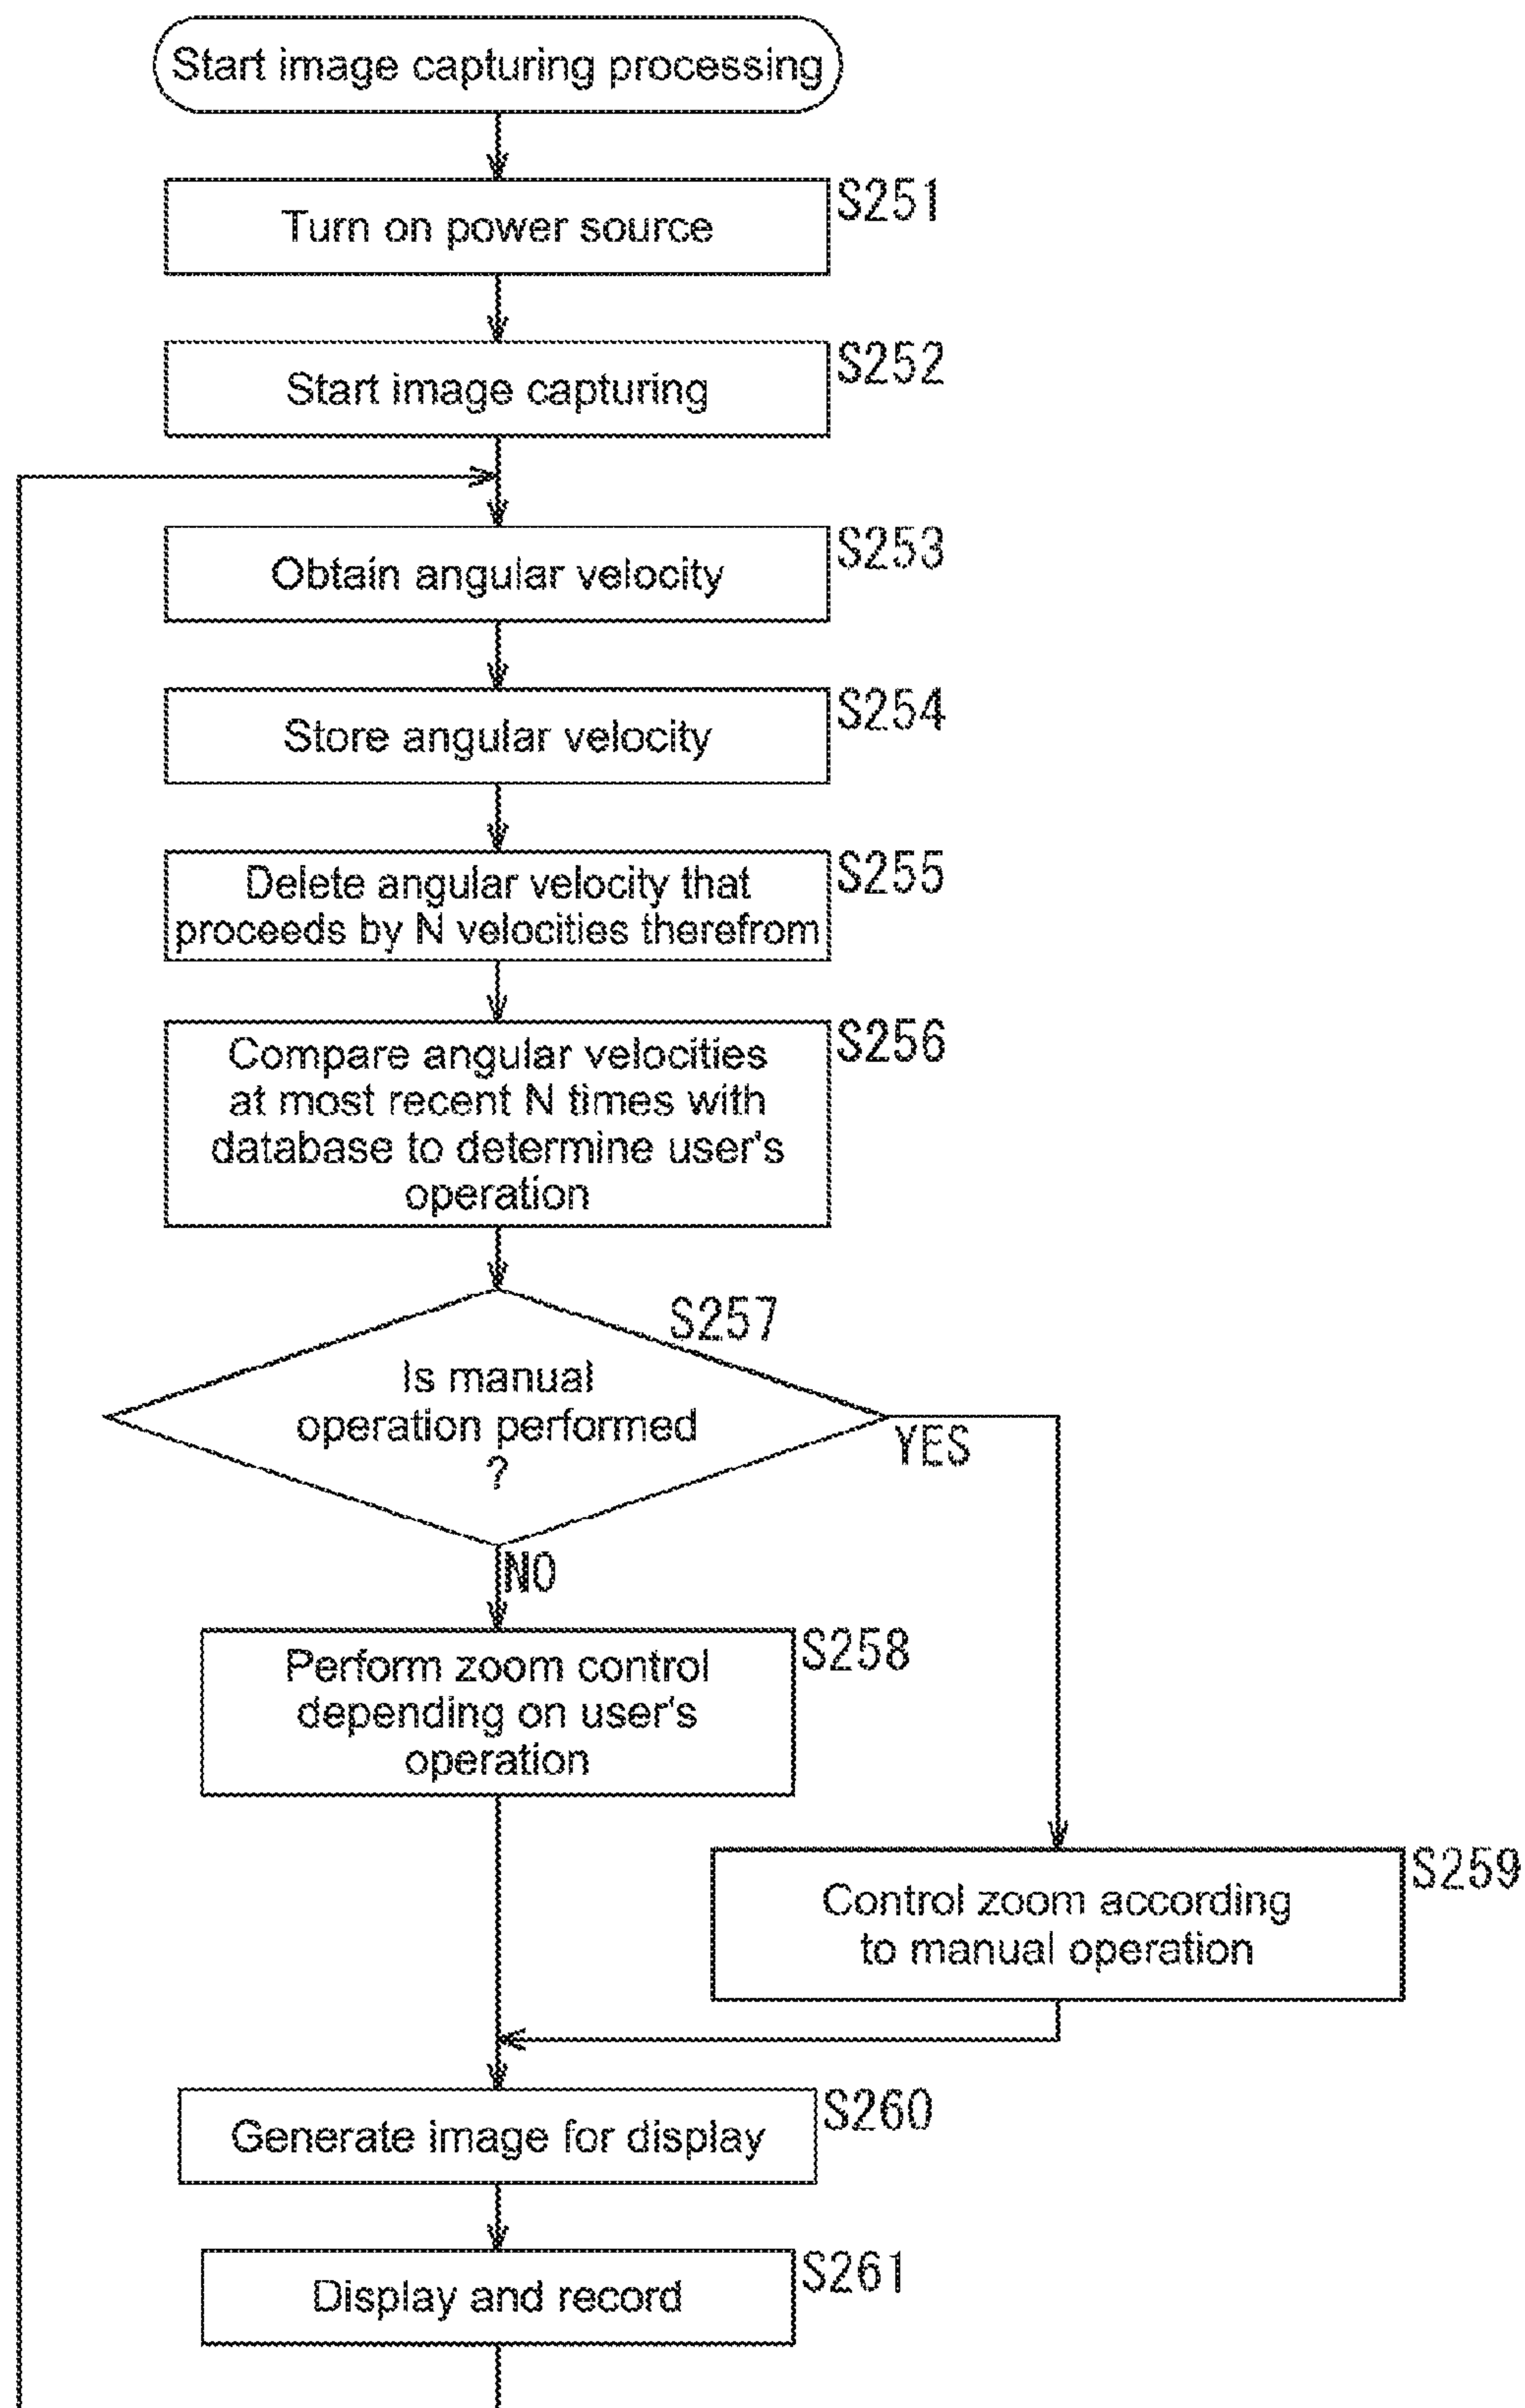 Start image capturing processing
S251
Turn on power source
S252
Start image capturing
S253
Obtain angular velocity
S254
Store angular velocity
S255
Delete angular velocity that
proceeds by N velocities therefrom
S256
Compare angular velocities
at most recent N times with
database to determine user's
operation
S257
Is manual
operation performed
?
YES
NO
S258
Perform zoom control
depending on user's
operation
S259
Control zoom according
to manual operation
S260
Generate image for display
S261
Display and record